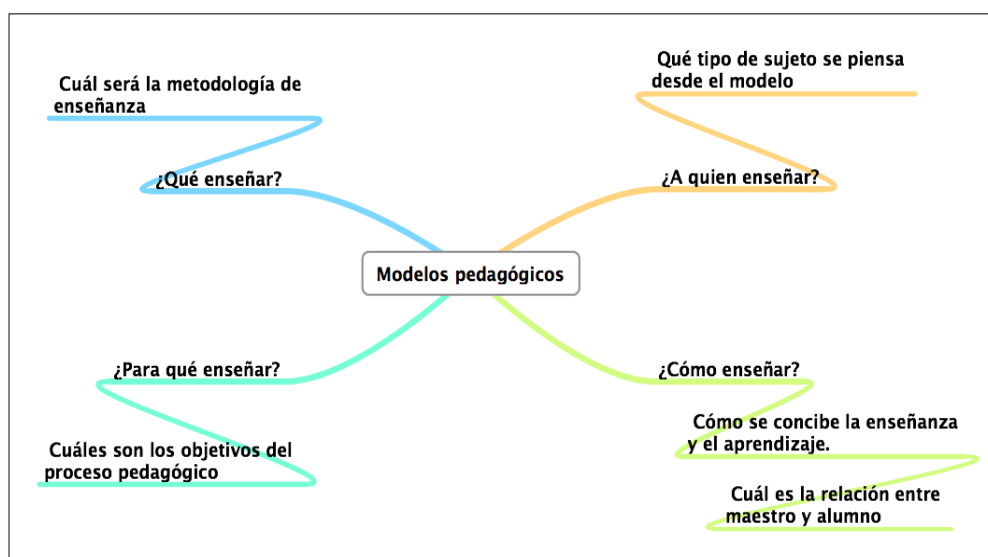 Cuál será la metodología de
enseñanza
¿Qué enseñar?
Qué tipo de sujeto se piensa
desde el modelo
¿A quien enseñar?
Modelos pedagógicos
¿Para qué enseñar?
Cuáles son los objetivos del
proceso pedagógico
¿Cómo enseñar?
Cómo se concibe la enseñanza
y el aprendizaje.
Cuál es la relación entre
maestro y alumno